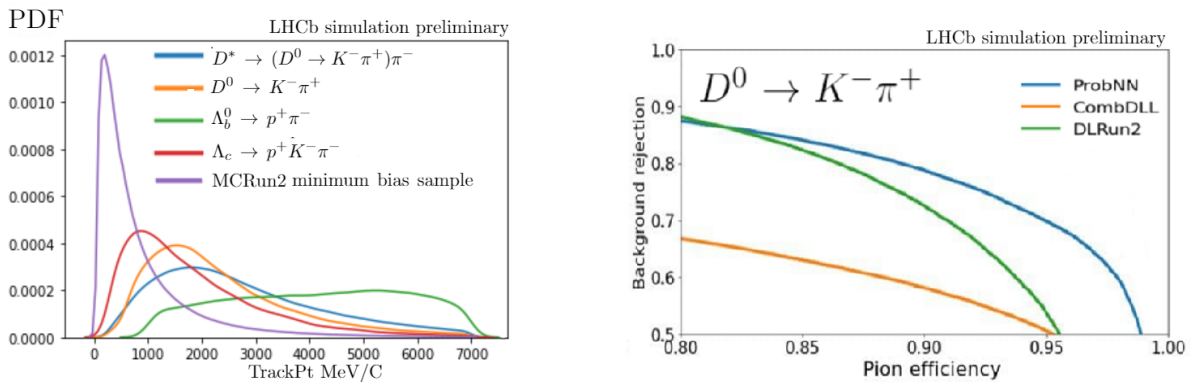 PDF
LHCb simulation preliminary
0.0012
0.0010
0.0008
0.0006
0.0004
0.0002
0.0000
D* → (D⁰ → K⁻π⁺)π⁻
D⁰ → K⁻π⁺
Λ_b⁰ → p⁺π⁻
Λ_c → p⁺K⁻π⁻
MCRun2 minimum bias sample
0 1000 2000 3000 4000 5000 6000 7000
TrackPt MeV/C
LHCb simulation preliminary
D⁰ → K⁻π⁺
ProbNN
CombDLL
DLRun2
Background rejection
1.0
0.9
0.8
0.7
0.6
0.5
0.80 0.85 0.90 0.95 1.00
Pion efficiency